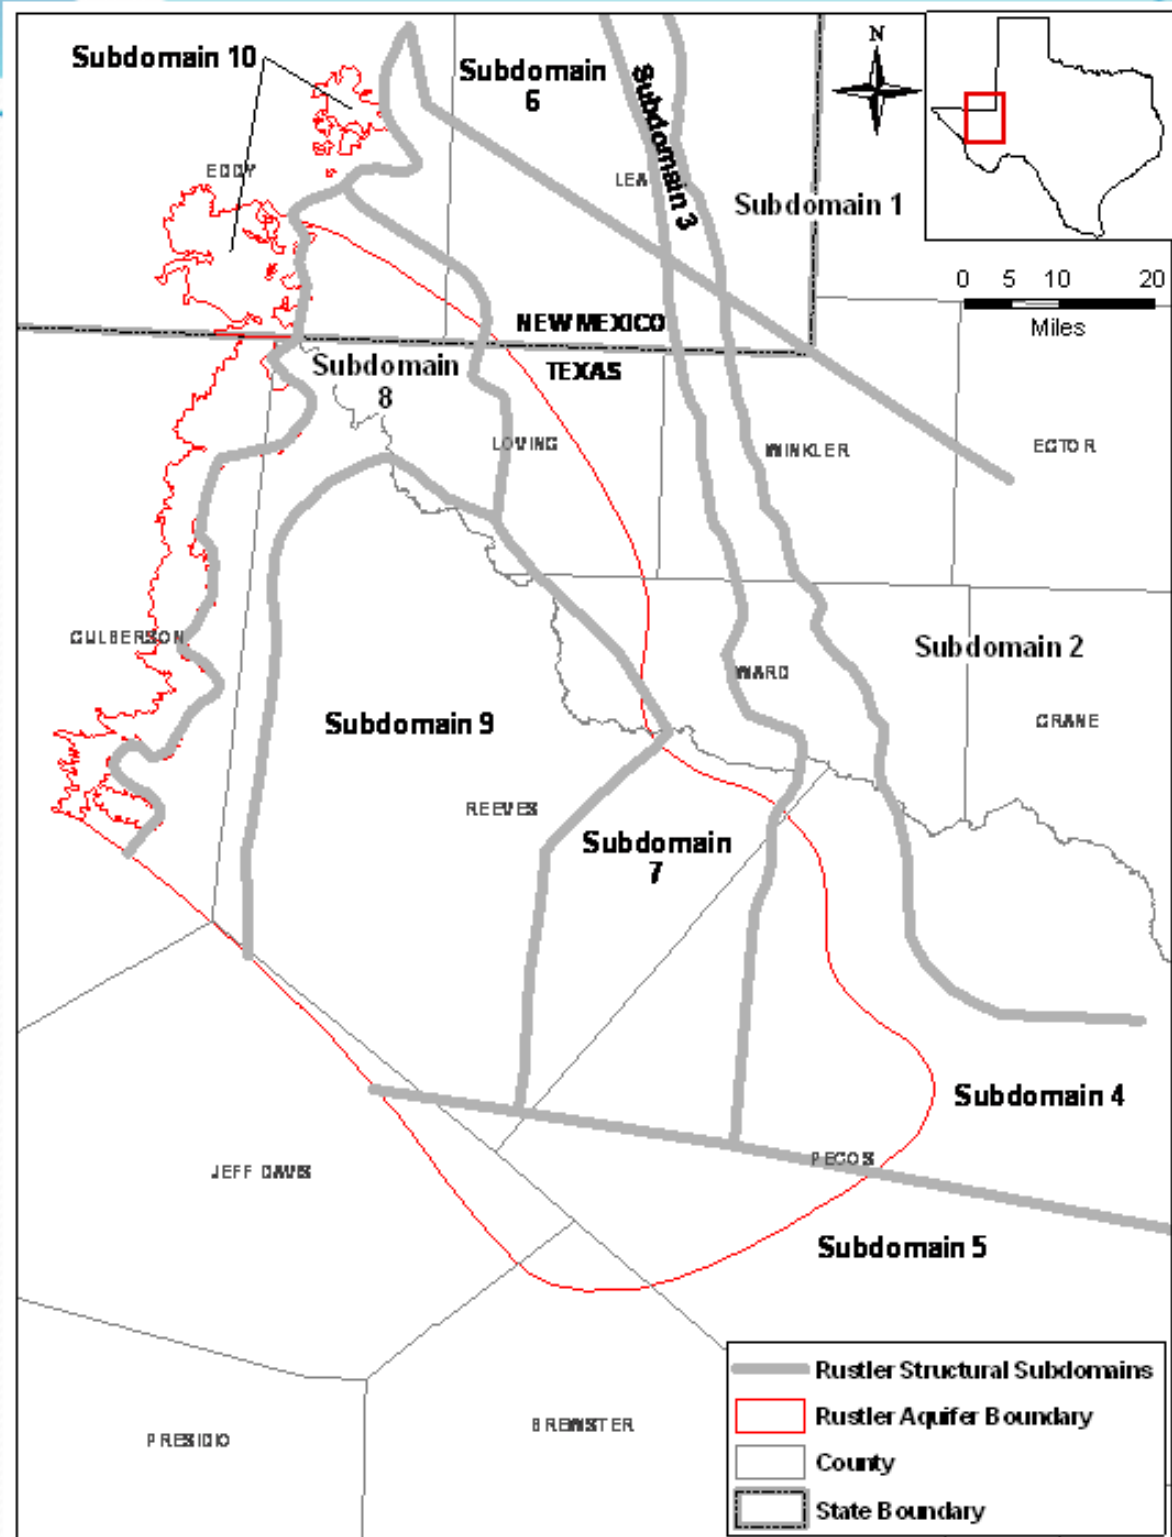 Subdomain 10
Subdomain
6
Subdomain 3
N
EDDY
LEA
Subdomain 1
0 5 10 20
Miles
NEW MEXICO
TEXAS
Subdomain
8
LOVING
WINKLER
ECTOR
CULBERSON
Subdomain 2
WARD
Subdomain 9
CRANE
REEVES
Subdomain
7
Subdomain 4
PECOS
JEFF DAVIS
Subdomain 5
Rustler Structural Subdomains
Rustler Aquifer Boundary
County
State Boundary
PRESIDIO
BREWSTER